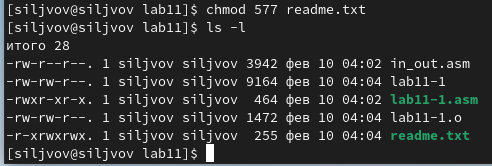 [siljvov@siljvov lab11]$ chmod 577 readme.txt
[siljvov@siljvov lab11]$ ls -l
итого 28
-rw-r--r--. 1 siljvov siljvov 3942 фев 10 04:02 in_out.asm
-rw-rw-r--. 1 siljvov siljvov 9164 фев 10 04:04 lab11-1
-rwxr-xr-x. 1 siljvov siljvov  464 фев 10 04:02 lab11-1.asm
-rw-rw-r--. 1 siljvov siljvov 1472 фев 10 04:04 lab11-1.o
-r-xrwxrwx. 1 siljvov siljvov  255 фев 10 04:04 readme.txt
[siljvov@siljvov lab11]$